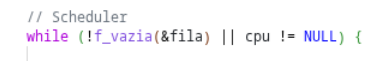 // Scheduler
while (!f_vazia(&fila) || cpu != NULL) {